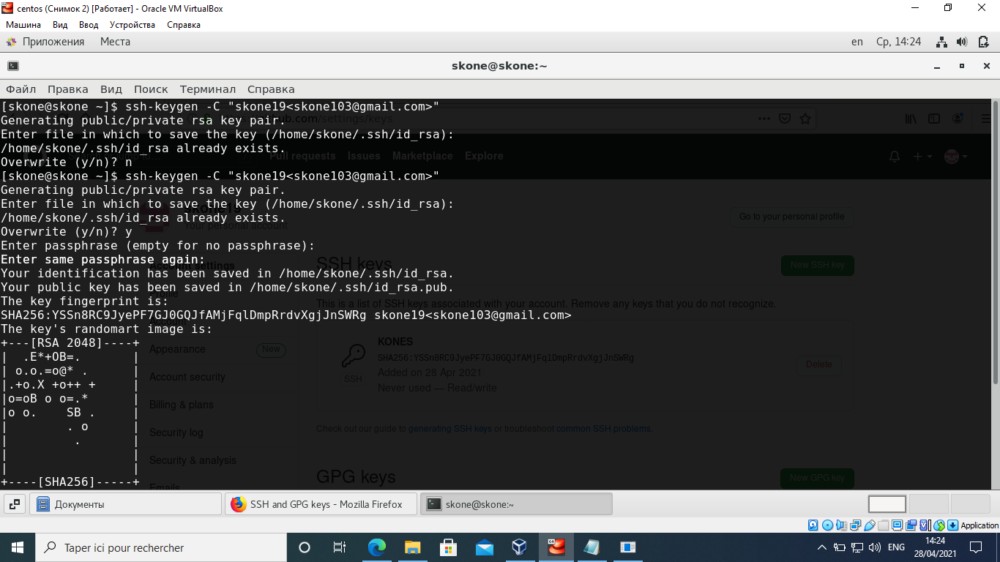 centos (Снимок 2) [Работает] - Oracle VM VirtualBox
Машина Вид Ввод Устройства Справка
Приложения Места en Ср, 14:24
skone@skone:~
Файл Правка Вид Поиск Терминал Справка
[skone@skone ~]$ ssh-keygen -C "skone19<skone103@gmail.com>"
Generating public/private rsa key pair.
.com/settings/keys
Enter file in which to save the key (/home/skone/.ssh/id_rsa):
/home/skone/.ssh/id_rsa already exists.
Pull requests Issues Marketplace Explore
Overwrite (y/n)? n
[skone@skone ~]$ ssh-keygen -C "skone19<skone103@gmail.com>"
Generating public/private rsa key pair.
Enter file in which to save the key (/home/skone/.ssh/id_rsa):
skone19
/home/skone/.ssh/id_rsa already exists.
Go to your personal profile
Your personal account
Overwrite (y/n)? y
Enter passphrase (empty for no passphrase):
Enter same passphrase again:
Account settings
SSH keys
New SSH key
Your identification has been saved in /home/skone/.ssh/id_rsa.
Your public key has been saved in /home/skone/.ssh/id_rsa.pub.
Profile
The key fingerprint is:
This is a list of SSH keys associated with your account. Remove any keys that you do not recognize.
SHA256:YSSn8RC9JyePF7GJ0GQJfAMjFqlDmpRrdvXgjJnSWRg skone19<skone103@gmail.com>
Account
The key's randomart image is:
+---[RSA 2048]----+
|  .E*+OB=.       |
| o.o.=o@* .      |
|.+o.X +o++ +     |
|o=oB o o=.*      |
|o o.    SB .     |
|         . o      |
|          .       |
|                 |
|                 |
+----[SHA256]-----+
Appearance New
Account security
Billing & plans
Security log
Security & analysis
Emails
KONES
SHA256:YSSn8RC9JyePF7GJ0GQJfAMjFqlDmpRrdvXgjJnSWRg
Added on 28 Apr 2021
Never used — Read/write
SSH
Delete
Check out our guide to generating SSH keys or troubleshoot common SSH problems.
GPG keys
New GPG key
Документы SSH and GPG keys - Mozilla Firefox skone@skone:~
Application
Taper ici pour rechercher
64
ENG
14:24
28/04/2021